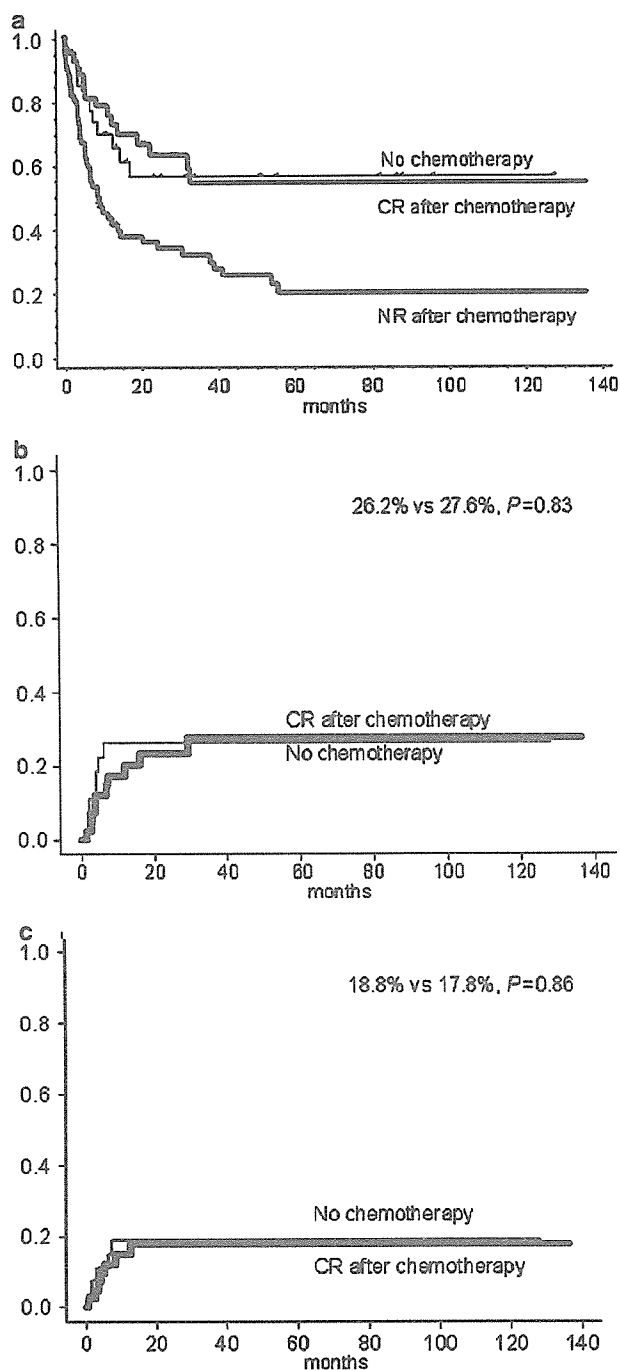 a
1.0
0.8
0.6
0.4
0.2
0.0
No chemotherapy
CR after chemotherapy
NR after chemotherapy
0 20 40 60 80 100 120 140
months
b
1.0
0.8
0.6
0.4
0.2
0.0
26.2% vs 27.6%, P=0.83
CR after chemotherapy
No chemotherapy
0 20 40 60 80 100 120 140
months
c
1.0
0.8
0.6
0.4
0.2
0.0
18.8% vs 17.8%, P=0.86
No chemotherapy
CR after chemotherapy
0 20 40 60 80 100 120 140
months